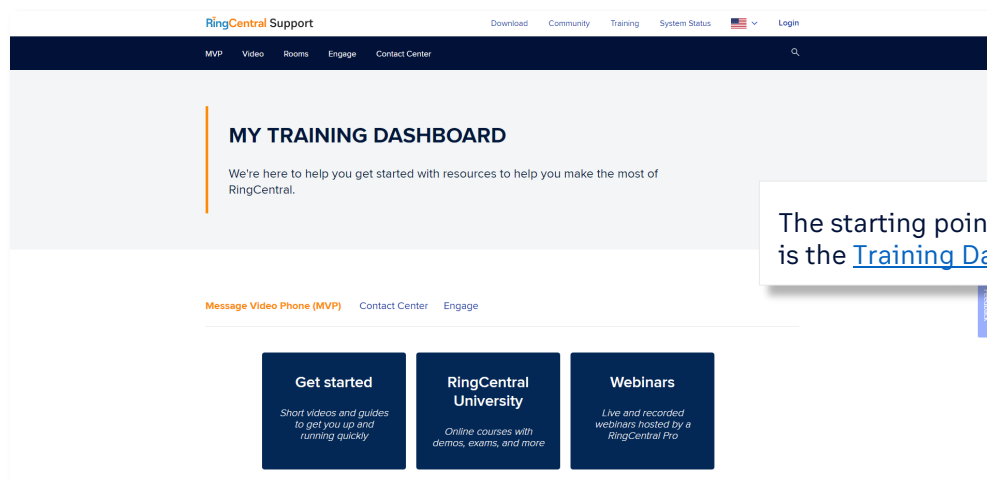 RingCentral Support
Download Community Training System Status Login
MVP Video Rooms Engage Contact Center
MY TRAINING DASHBOARD
We're here to help you get started with resources to help you make the most of
RingCentral.
The starting poin
is the Training Da
Message Video Phone (MVP) Contact Center Engage
Get started
Short videos and guides
to get you up and
running quickly
RingCentral
University
Online courses with
demos, exams, and more
Webinars
Live and recorded
webinars hosted by a
RingCentral Pro